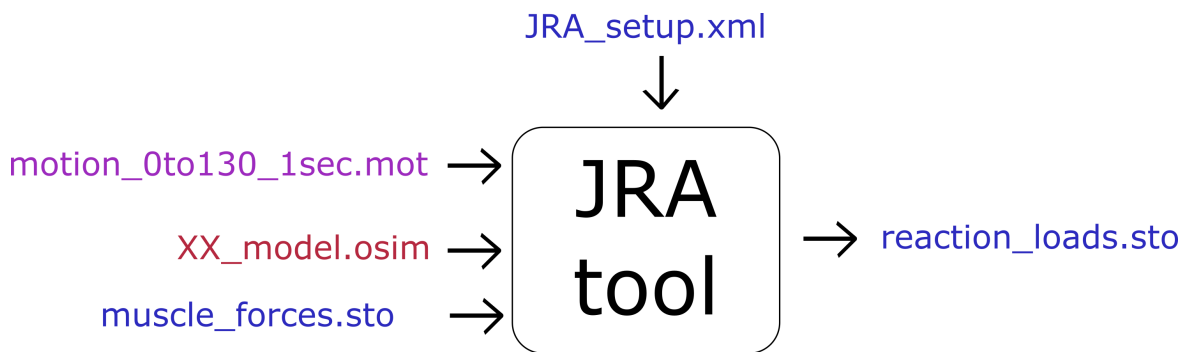 JRA_setup.xml
motion_0to130_1sec.mot
XX_model.osim
muscle_forces.sto
JRA
tool
reaction_loads.sto